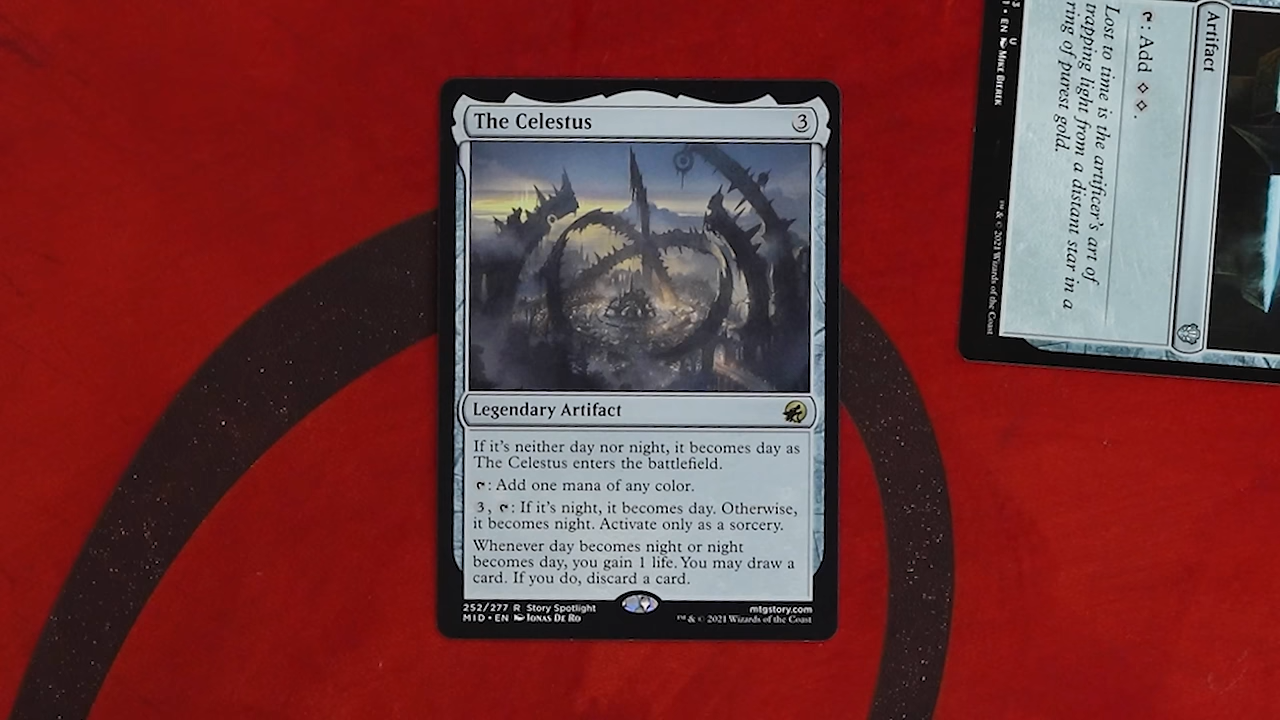 The Celestus 3
Legendary Artifact
If it's neither day nor night, it becomes day as
The Celestus enters the battlefield.
: Add one mana of any color.
3, : If it's night, it becomes day. Otherwise,
it becomes night. Activate only as a sorcery.
Whenever day becomes night or night
becomes day, you gain 1 life. You may draw a
card. If you do, discard a card.
252/277 R Story Spotlight
MID • EN Jonas De Ro
mtgstory.com
™ & © 2021 Wizards of the Coast
Artifact
: Add
Lost to time is the artificer's art of
trapping light from a distant star in a
ring of purest gold.
U
• EN Mike Bierek
™ & © 2021 Wizards of the Coast